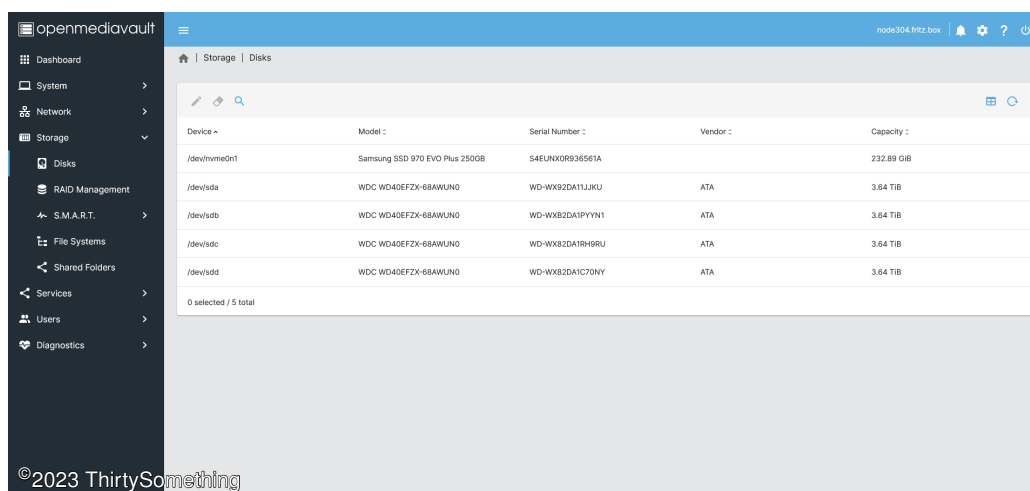 openmediavault
node304.fritz.box
Dashboard
Storage | Disks
System
Network
Storage
Device Model Serial Number Vendor Capacity
/dev/nvme0n1 Samsung SSD 970 EVO Plus 250GB S4EUNX0R936561A 232.89 GiB
Disks
/dev/sda WDC WD40EFZX-68AWUN0 WD-WX92DA11JJKU ATA 3.64 TiB
RAID Management
/dev/sdb WDC WD40EFZX-68AWUN0 WD-WXB2DA1PYYN1 ATA 3.64 TiB
S.M.A.R.T.
/dev/sdc WDC WD40EFZX-68AWUN0 WD-WX82DA1RH9RU ATA 3.64 TiB
File Systems
/dev/sdd WDC WD40EFZX-68AWUN0 WD-WX82DA1C70NY ATA 3.64 TiB
Shared Folders
Services
0 selected / 5 total
Users
Diagnostics
©2023 ThirtySomething